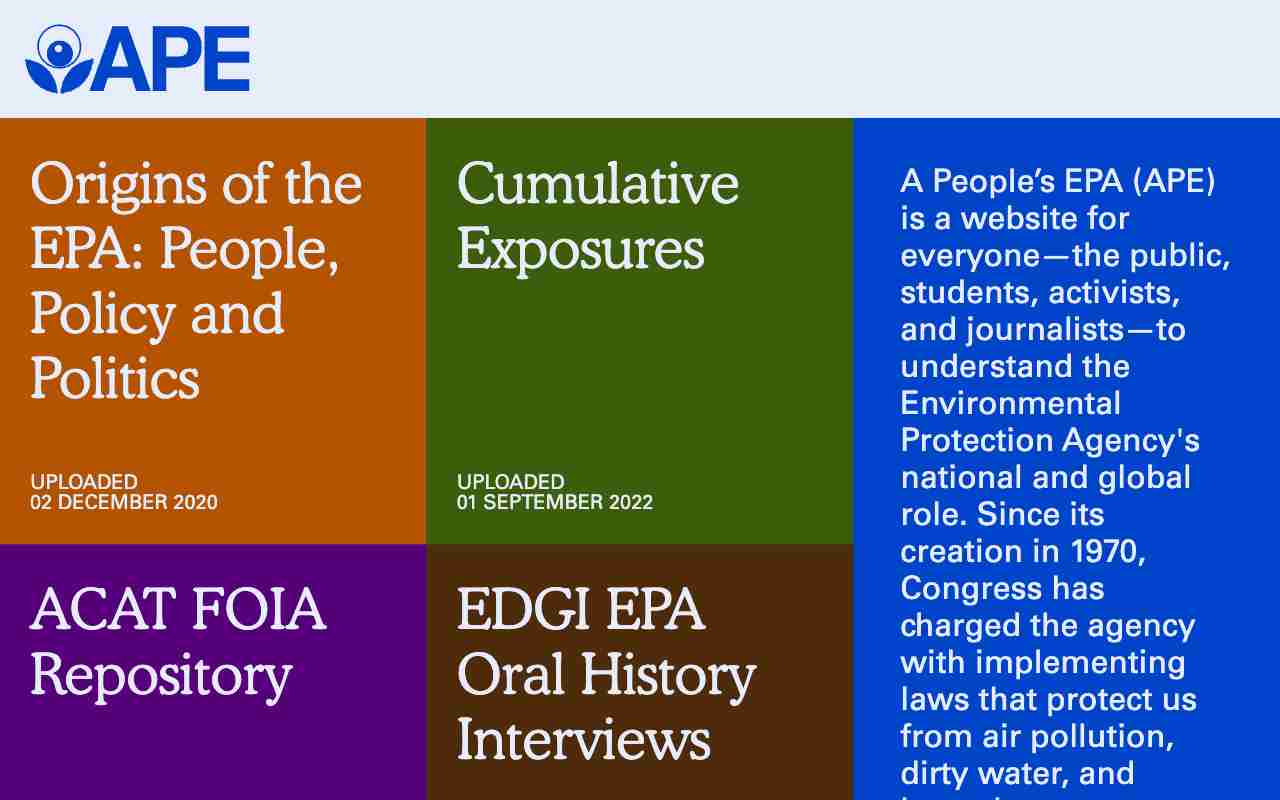 APE
Origins of the
EPA: People,
Policy and
Politics
UPLOADED
02 DECEMBER 2020
Cumulative
Exposures
UPLOADED
01 SEPTEMBER 2022
ACAT FOIA
Repository
EDGI EPA
Oral History
Interviews
A People’s EPA (APE)
is a website for
everyone—the public,
students, activists,
and journalists—to
understand the
Environmental
Protection Agency's
national and global
role. Since its
creation in 1970,
Congress has
charged the agency
with implementing
laws that protect us
from air pollution,
dirty water, and